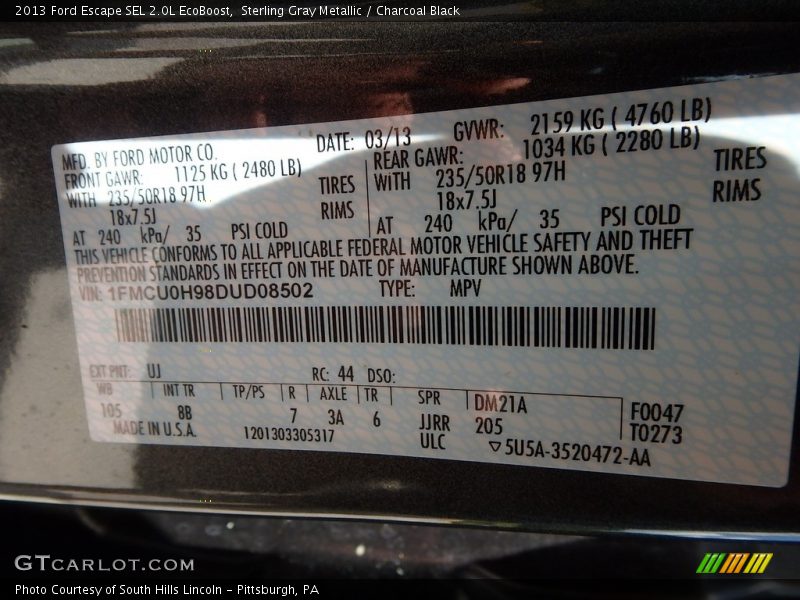 2013 Ford Escape SEL 2.0L EcoBoost,  Sterling Gray Metallic / Charcoal Black
MFD. BY FORD MOTOR CO.
DATE: 03/13
GVWR: 2159 KG ( 4760 LB)
FRONT GAWR: 1125 KG ( 2480 LB)
REAR GAWR: 1034 KG ( 2280 LB)
WITH 235/50R18 97H TIRES
WITH 235/50R18 97H TIRES
18x7.5J RIMS
18x7.5J RIMS
AT 240 kPa/ 35 PSI COLD
AT 240 kPa/ 35 PSI COLD
THIS VEHICLE CONFORMS TO ALL APPLICABLE FEDERAL MOTOR VEHICLE SAFETY AND THEFT
PREVENTION STANDARDS IN EFFECT ON THE DATE OF MANUFACTURE SHOWN ABOVE.
VIN: 1FMCU0H98DUD08502 TYPE: MPV
EXT PNT: UJ RC: 44 DSO:
WB INT TR TP/PS R AXLE TR SPR DM21A F0047
105 8B 7 3A 6 JJRR 205 T0273
MADE IN U.S.A. 1201303305317 ULC ▽5U5A-3520472-AA
GTCARLOT.COM
Photo Courtesy of South Hills Lincoln - Pittsburgh, PA